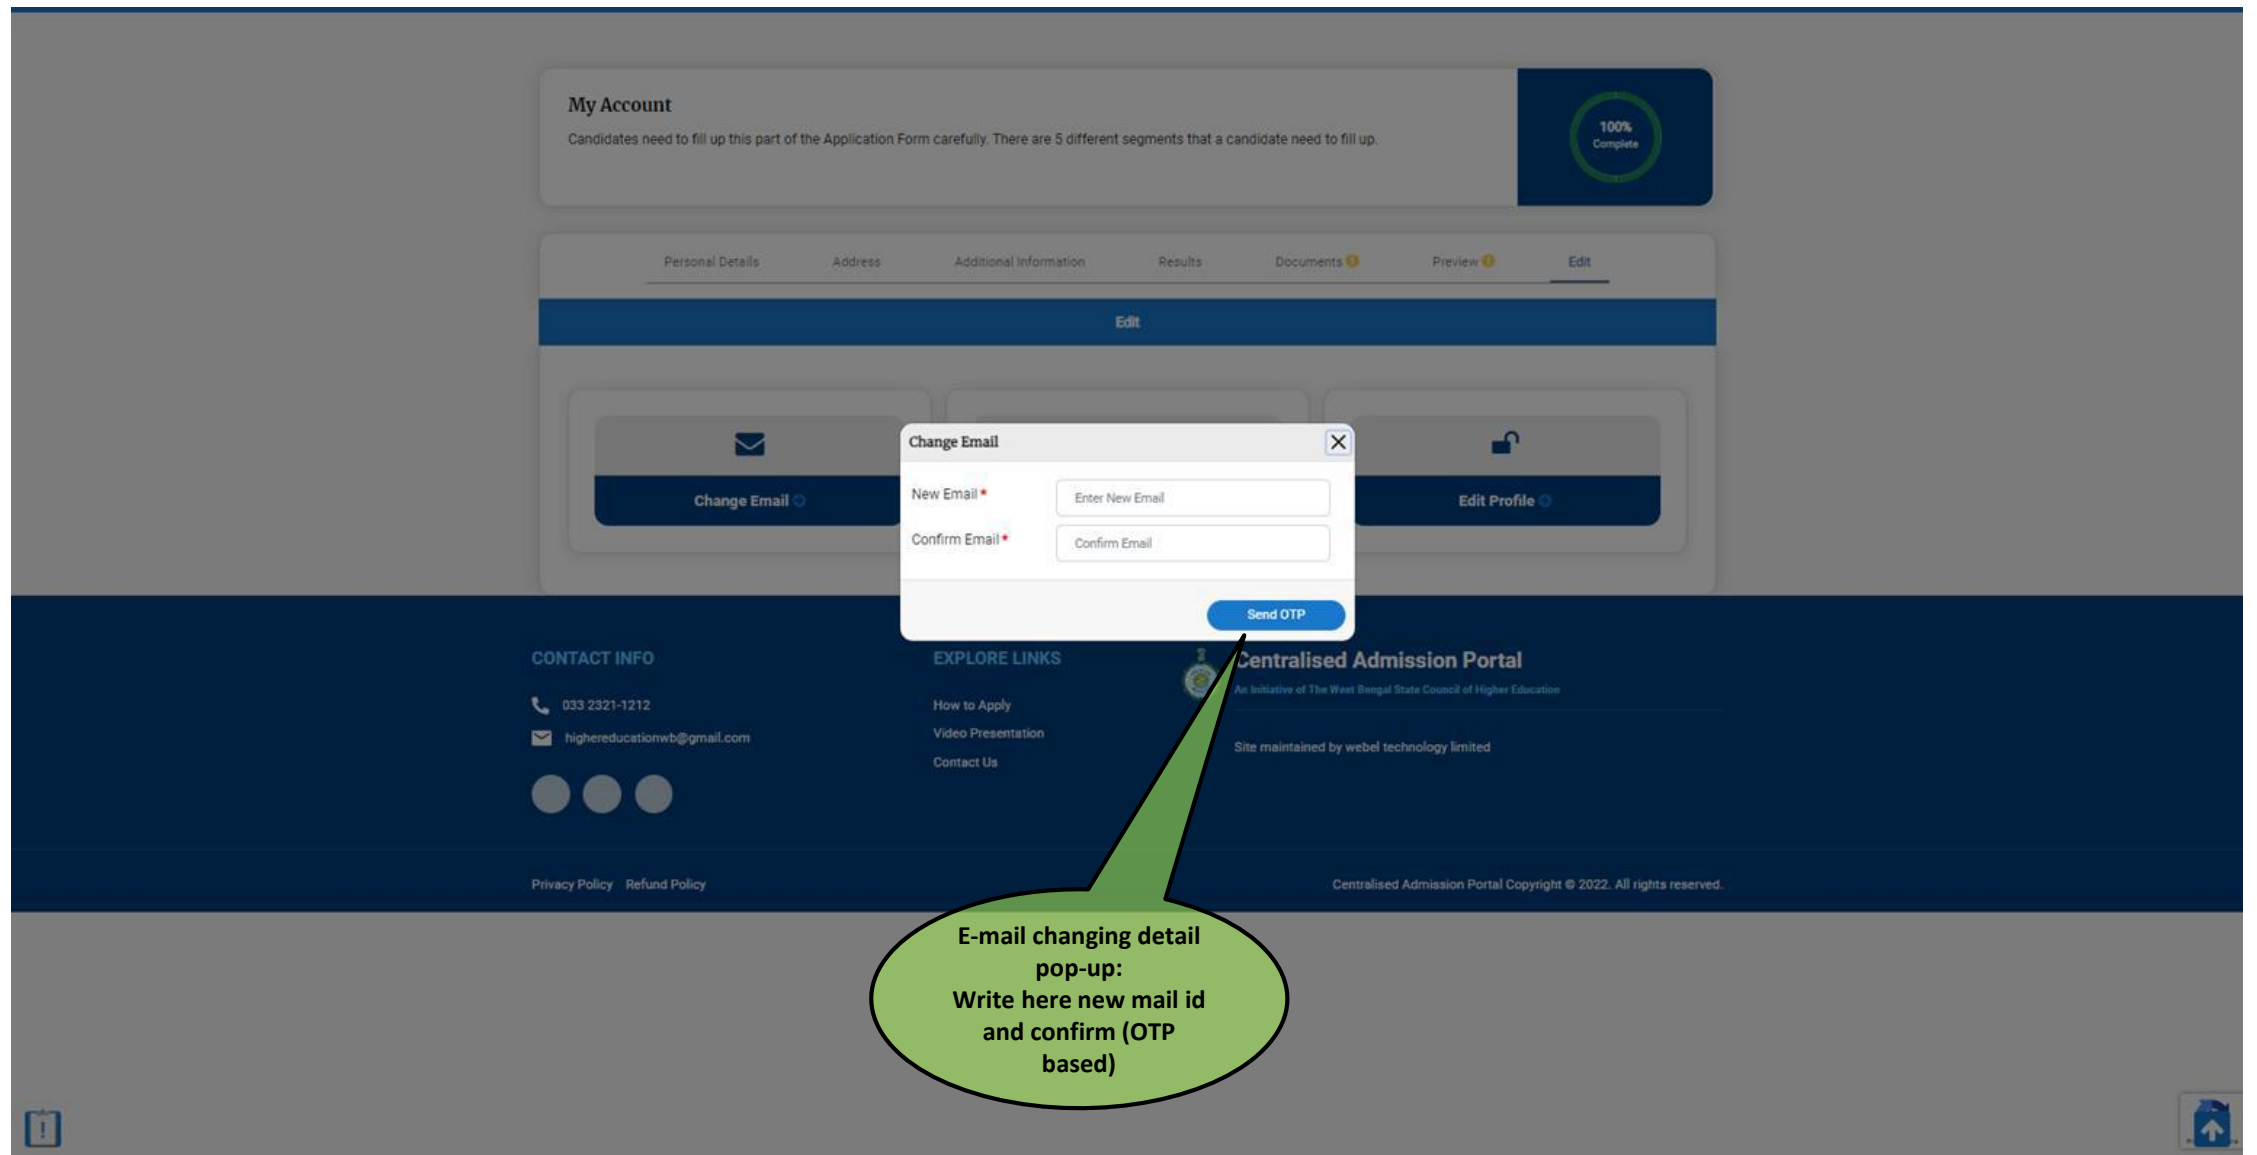 My Account
Candidates need to fill up this part of the Application Form carefully. There are 5 different segments that a candidate need to fill up.
100%
Complete
Personal Details Address Additional Information Results Documents Preview Edit
Edit
Change Email
Edit Profile
Change Email
New Email *
Enter New Email
Confirm Email *
Confirm Email
Send OTP
CONTACT INFO
033 2321-1212
highereducationwb@gmail.com
EXPLORE LINKS
How to Apply
Video Presentation
Contact Us
Centralised Admission Portal
An Initiative of The West Bengal State Council of Higher Education
Site maintained by webel technology limited
Privacy Policy Refund Policy
Centralised Admission Portal Copyright © 2022. All rights reserved.
E-mail changing detail
pop-up:
Write here new mail id
and confirm (OTP
based)